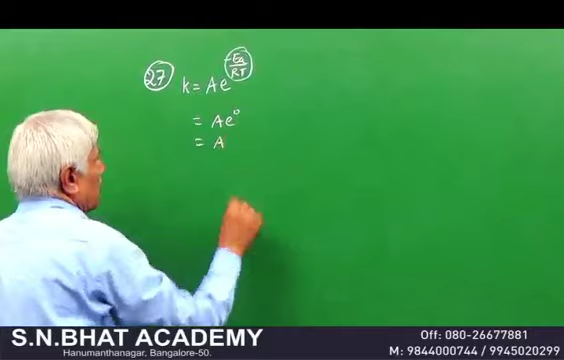 27 k = Ae^(-Ea/RT)
= Ae^0
= A
S.N.BHAT ACADEMY
Hanumanthanagar, Bangalore-50.
Off: 080-26677881
M: 9844000744 / 9945020299